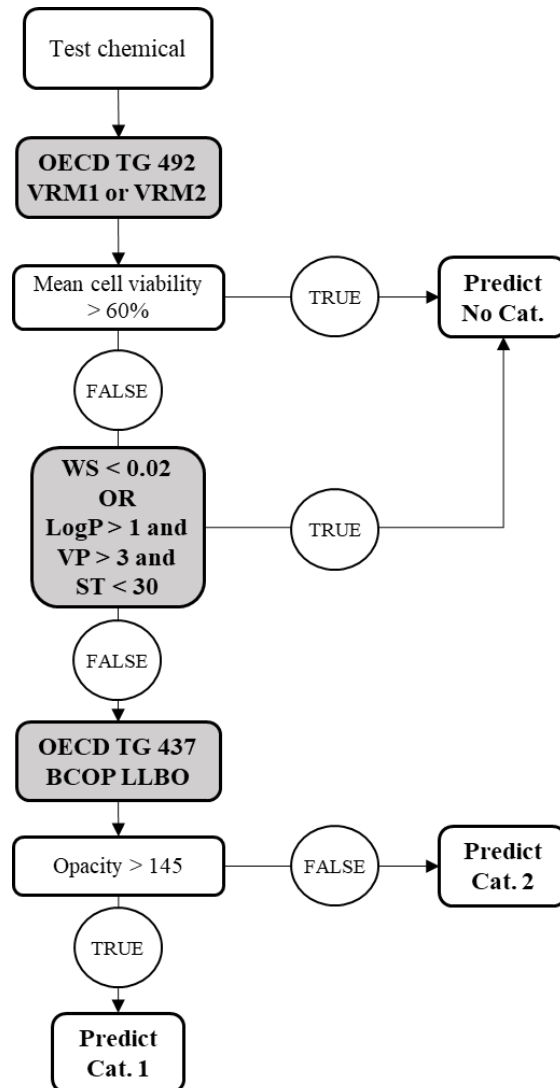 Test chemical
OECD TG 492
VRM1 or VRM2
Mean cell viability
> 60%
TRUE
Predict
No Cat.
FALSE
WS < 0.02
OR
LogP > 1 and
VP > 3 and
ST < 30
TRUE
FALSE
OECD TG 437
BCOP LLBO
Opacity > 145
FALSE
Predict
Cat. 2
TRUE
Predict
Cat. 1